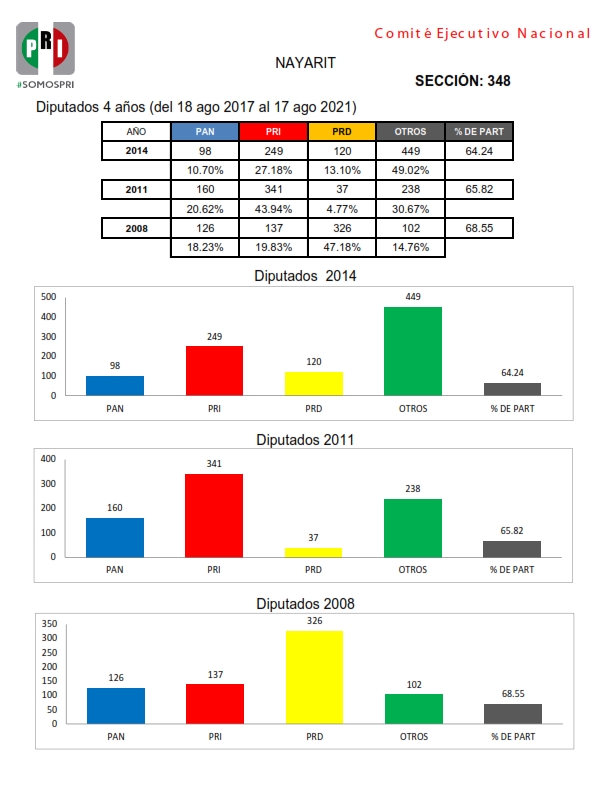 Comité Ejecutivo Nacional
PRI
#SOMOSPRI
NAYARIT
SECCIÓN: 348
Diputados 4 años (del 18 ago 2017 al 17 ago 2021)
AÑO PAN PRI PRD OTROS % DE PART
2014 98 249 120 449 64.24
10.70% 27.18% 13.10% 49.02%
2011 160 341 37 238 65.82
20.62% 43.94% 4.77% 30.67%
2008 126 137 326 102 68.55
18.23% 19.83% 47.18% 14.76%
Diputados 2014
500
400
300
200
100
0
98 249 120 449 64.24
PAN PRI PRD OTROS % DE PART
Diputados 2011
400
300
200
100
0
160 341 37 238 65.82
PAN PRI PRD OTROS % DE PART
Diputados 2008
350
300
250
200
150
100
50
0
126 137 326 102 68.55
PAN PRI PRD OTROS % DE PART